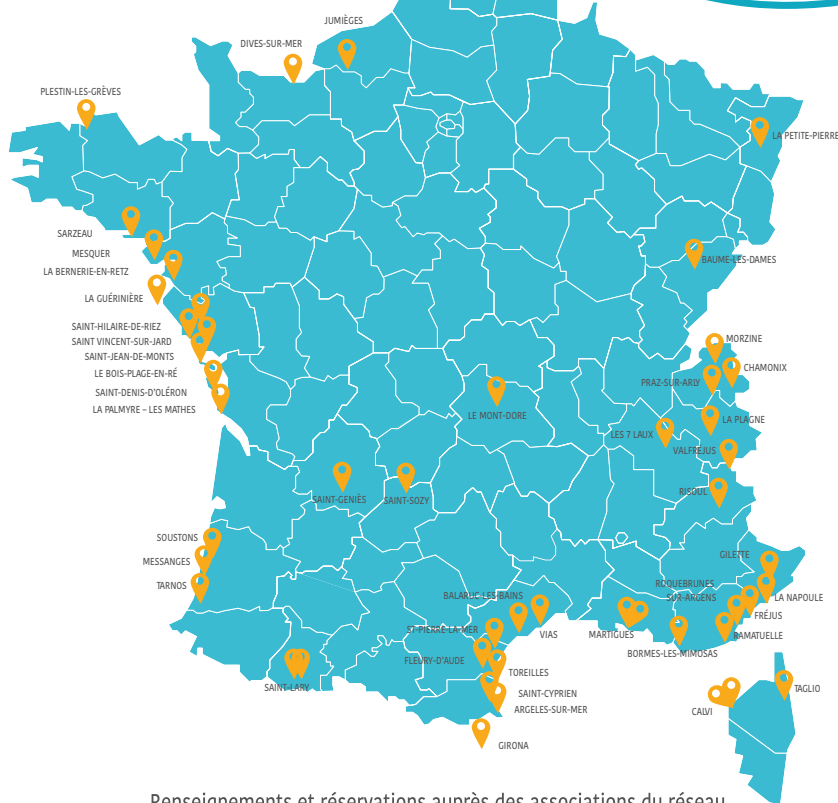 JUMIÈGES
DIVES-SUR-MER
PLESTIN-LES-GRÈVES
LA PETITE-PIERRE
SARZEAU
MESQUER
BAUME-LES-DAMES
LA BERNERIE-EN-RETZ
LA GUÉRINIÈRE
SAINT-HILAIRE-DE-RIEZ
SAINT VINCENT-SUR-JARD
SAINT-JEAN-DE-MONTS
LE BOIS-PLAGE-EN-RÉ
SAINT-DENIS-D'OLÉRON
LA PALMYRE – LES MATHES
MORZINE
CHAMONIX
PRAZ-SUR-ARLY
LE MONT-DORE
LA PLAGNE
LES 7 LAUX
VALFRÉJUS
RISOUL
SAINT-GENIÈS
SAINT-SOZY
SOUSTONS
MESSANGES
TARNOS
GILETTE
ROQUEBRUNES
SUR-ARGENS
LA NAPOULE
FRÉJUS
RAMATUELLE
BALARUC-LES-BAINS
ST-PIERRE-LA-MER
VIAS
MARTIGUES
BORMES-LES-MIMOSAS
FLEURY-D'AUDE
TOREILLES
SAINT-LARY
SAINT-CYPRIEN
ARGELES-SUR-MER
TAGLIO
CALVI
GIRONA
Renseignements et réservations auprès des associations du réseau